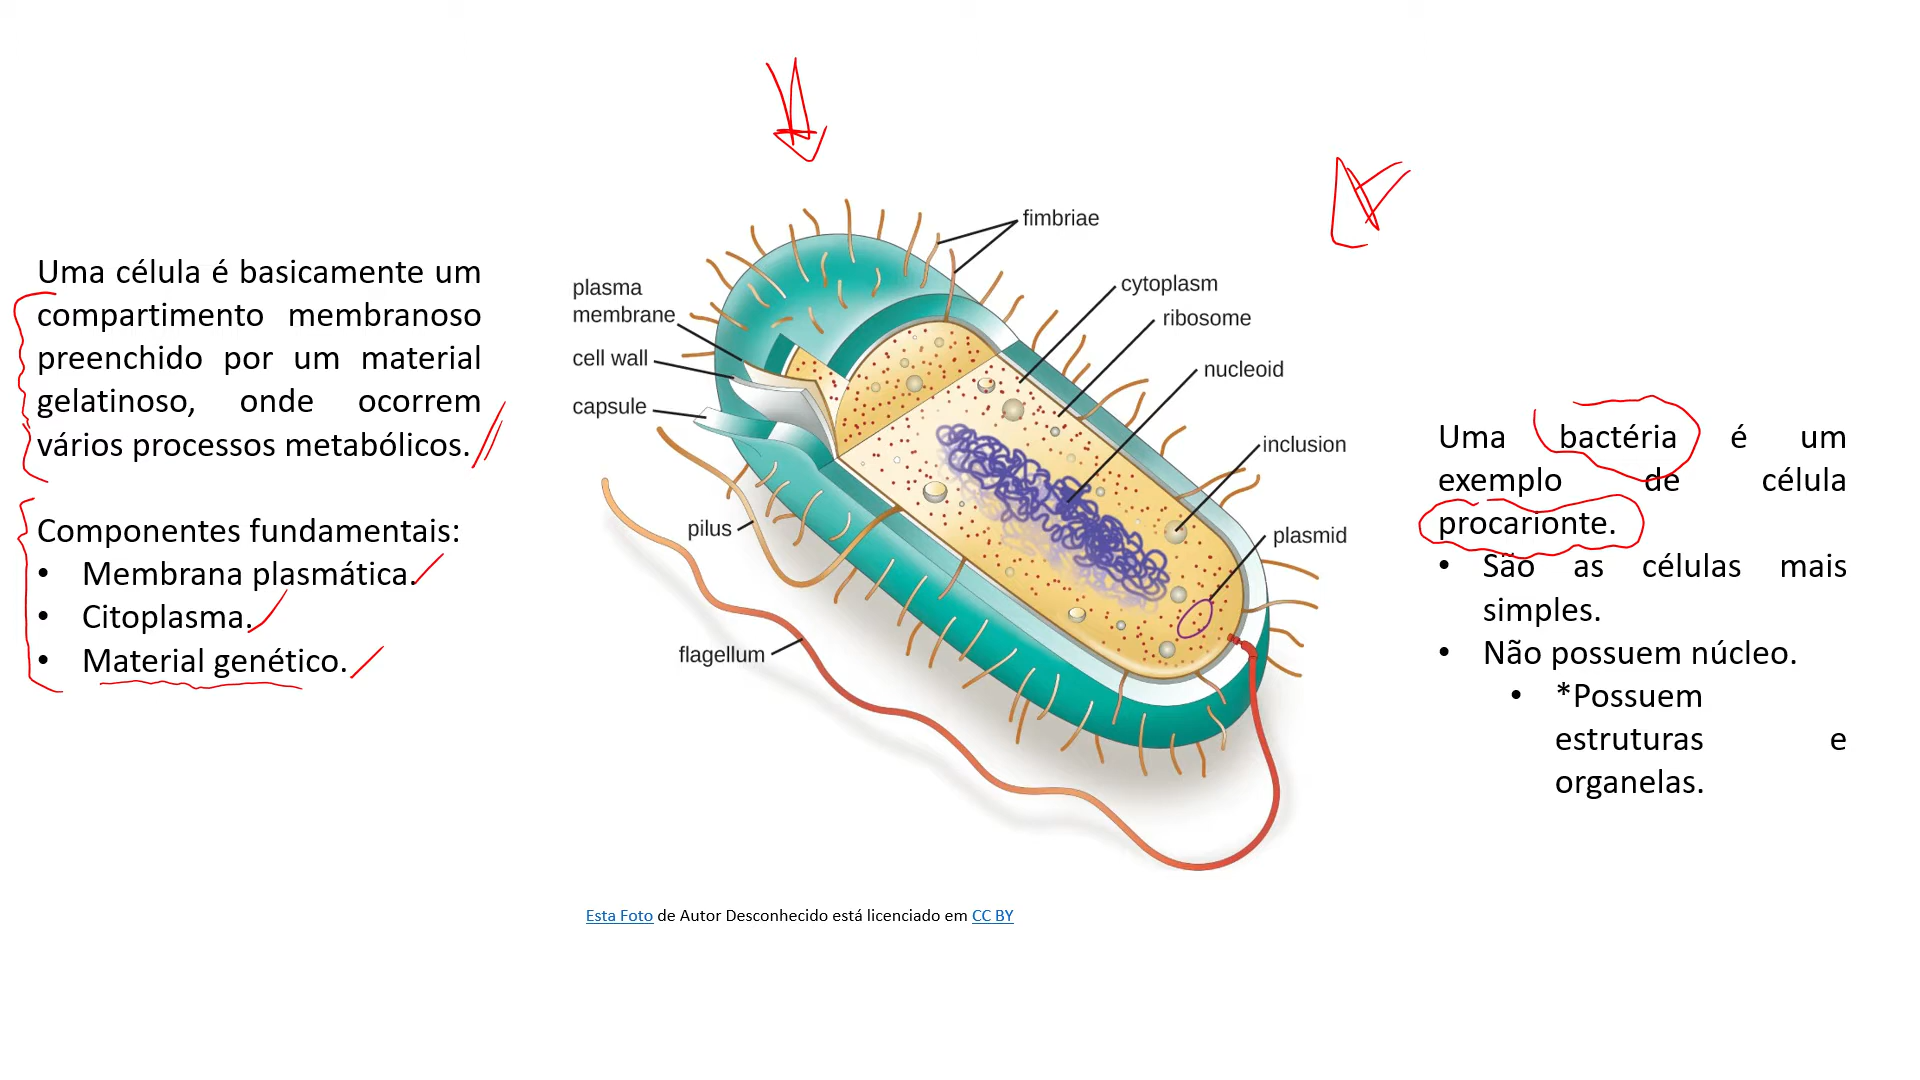 Uma célula é basicamente um
compartimento membranoso
preenchido por um material
gelatinoso, onde ocorrem
vários processos metabólicos.
Componentes fundamentais:
• Membrana plasmática.
• Citoplasma.
• Material genético.
fimbriae
plasma
membrane
cell wall
capsule
cytoplasm
ribosome
nucleoid
inclusion
plasmid
pilus
flagellum
Esta Foto de Autor Desconhecido está licenciado em CC BY
Uma bactéria é um
exemplo de célula
procarionte.
• São as células mais
simples.
• Não possuem núcleo.
• *Possuem
estruturas e
organelas.